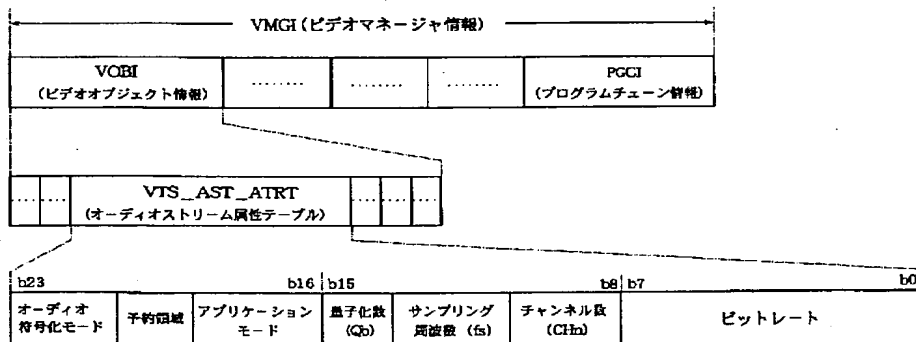 VMGI(ビデオマネージャ情報)
VOBI
(ビデオオブジェクト情報)
........
........
........
PGCI
(プログラムチェーン情報)
.....
.....
VTS_AST_ATRT
(オーディオストリーム属性テーブル)
.....
.....
.....
b23
b16
b15
b8
b7
b0
オーディオ
符号化モード
予約領域
アプリケーション
モード
量子化数
(Qb)
サンプリング
周波数 (fs)
チャンネル数
(CHn)
ビットレート